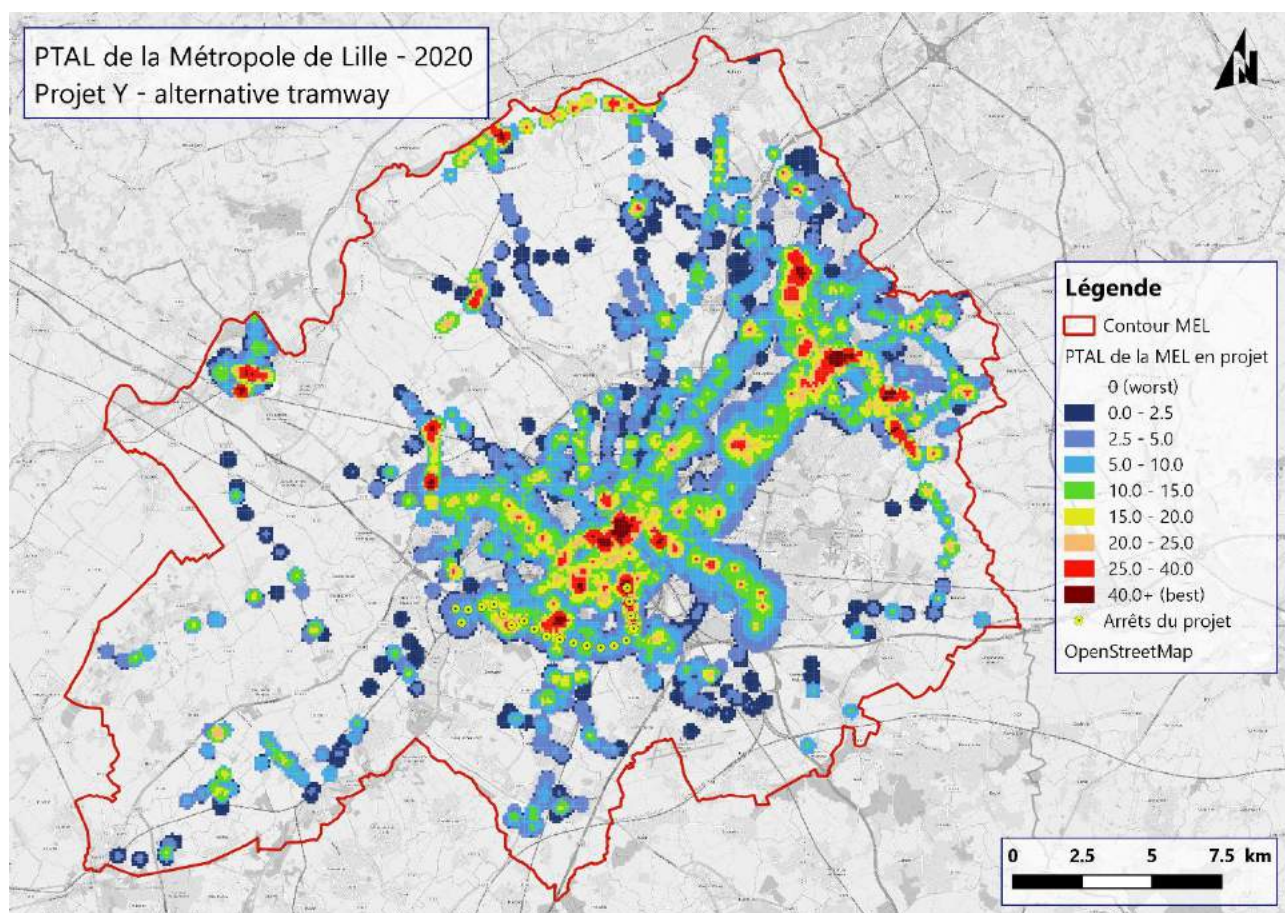 PTAL de la Métropole de Lille - 2020
Projet Y - alternative tramway
N
Légende
Contour MEL
PTAL de la MEL en projet
0 (worst)
0.0 - 2.5
2.5 - 5.0
5.0 - 10.0
10.0 - 15.0
15.0 - 20.0
20.0 - 25.0
25.0 - 40.0
40.0+ (best)
Arrêts du projet
OpenStreetMap
0 2.5 5 7.5 km